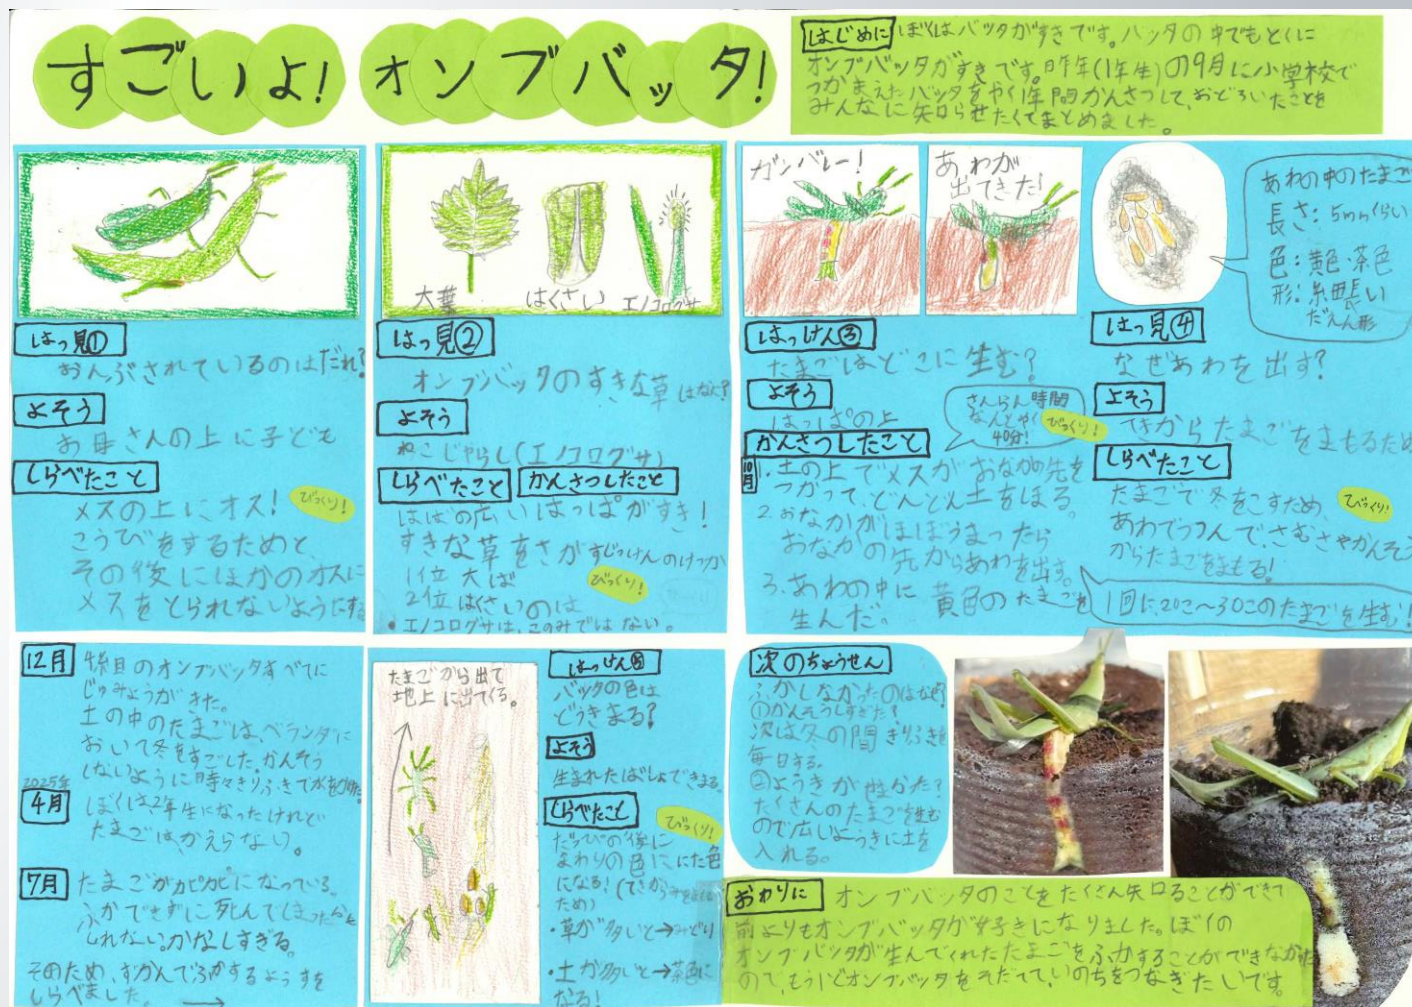 すごいよ！オンブバッタ！
はじめに ぼくはバッタがすきです。バッタの中でもとくに
オンブバッタがすきです。昨年(1年生)の9月に小学校で
つかまえたバッタをやく1年間かんさつして、おどろいたことを
みんなに知らせたくてまとめました。
はっ見①
おんぶされているのはだれ?
よそう
お母さんの上に子ども
しらべたこと
メスの上にオス! びっくり!
こうびをするためと、
その後にほかのオスに
メスをとられないようにする
大葉 はくさい エノコログサ
はっ見②
オンブバッタのすきな草はなに?
よそう
ねこじゃらし(エノコログサ)
しらべたこと かんさつしたこと
はばの広いはっぱがすき!
すきな草をさがすじっけんのけっか
1位 大ば
2位 はくさいのは
びっくり!
・エノコログサは、このみではない。
ガンバレー!
あ、わが
出てきた!
はっけん③
たまごはどこに生む?
よそう
はっぱの上
さんらん時間
なんとやく
40分!
びっくり!
かんさつしたこと
10月
1. 土の上でメスがおなかの先を
つかって、どんどん土をほる。
2. おなかがほぼうまったら
おなかの先からあわを出す。
3. あわの中に黄色のたまごを
生んだ。
1回に20こ〜30このたまごを生む!
あわの中のたまご
長さ：5mmくらい
色：黄色・茶色
形：細長い
だえん形
はっ見④
なぜあわを出す?
よそう
てきからたまごをまもるため
しらべたこと
たまごで冬をこすため、
びっくり!
あわでつつんで、さむさやかんそう
からたまごをまもる!
12月 4ひき目のオンブバッタすべてに
じゅみょうがきた。
土の中のたまごは、ベランダに
おいて冬をすごした。かんそう
しないように時々きりふきで
2025年
4月 ぼくは2年生になったけれど
たまごはかえらない。
7月 たまごがカピカピになっている。
ふかできずに死んでしまったかも
しれない。かなしすぎる。
そのため、ずかんでふかするようすを
しらべました。→
たまごから出て
地上に出てくる。
はっけん⑤
バッタの色は
どうきまる?
よそう
生まれたばしょできまる。
しらべたこと
びっくり!
だっぴの後に
まわりの色ににた色
になる!
ため)
・草が多いと→みどり
・土が多いと→茶色に
なる!
次のちょうせん
ふかしなかったのはなぜ?
①かんそうしすぎた?
次は冬の間きりふきを
毎日する。
②ようきがせまかった?
たくさんのたまごを生む
ので広いようきに土を
入れる。
おわりに オンブバッタのことをたくさん知ることができて
前よりもオンブバッタが好きになりました。ぼくの
オンブバッタが生んでくれたたまごをふかすることができなかった
ので、もう一どオンブバッタをそだてて、いのちをつなぎたいです。